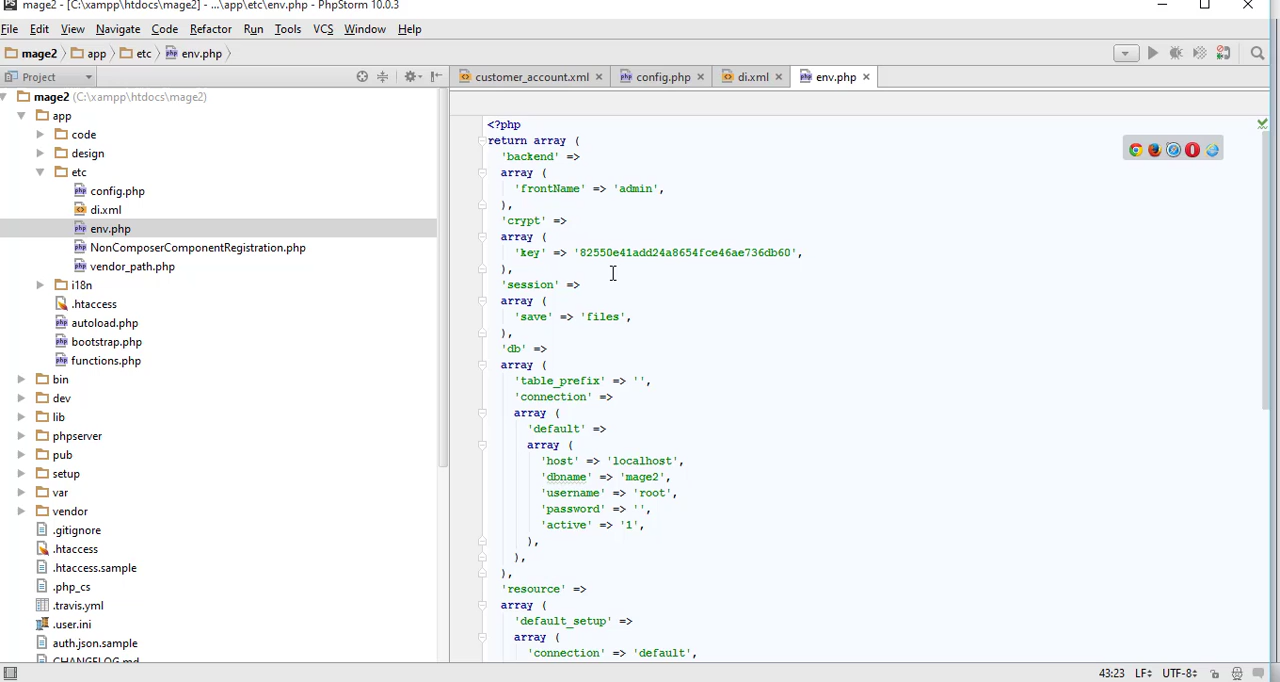 mage2 - [C:\xampp\htdocs\mage2] - ...\app\etc\env.php - PhpStorm 10.0.3
File Edit View Navigate Code Refactor Run Tools VCS Window Help
mage2 app etc env.php
Project
customer_account.xml config.php di.xml env.php
mage2 (C:\xampp\htdocs\mage2)
app
code
design
etc
config.php
di.xml
env.php
NonComposerComponentRegistration.php
vendor_path.php
i18n
.htaccess
autoload.php
bootstrap.php
functions.php
bin
dev
lib
phpserver
pub
setup
var
vendor
.gitignore
.htaccess
.htaccess.sample
.php_cs
.travis.yml
.user.ini
auth.json.sample
CHANGELOG.md
<?php
return array (
'backend' =>
array (
'frontName' => 'admin',
),
'crypt' =>
array (
'key' => '82550e41add24a8654fce46ae736db60',
),
'session' =>
array (
'save' => 'files',
),
'db' =>
array (
'table_prefix' => '',
'connection' =>
array (
'default' =>
array (
'host' => 'localhost',
'dbname' => 'mage2',
'username' => 'root',
'password' => '',
'active' => '1',
),
),
),
'resource' =>
array (
'default_setup' =>
array (
'connection' => 'default',
43:23 LF UTF-8